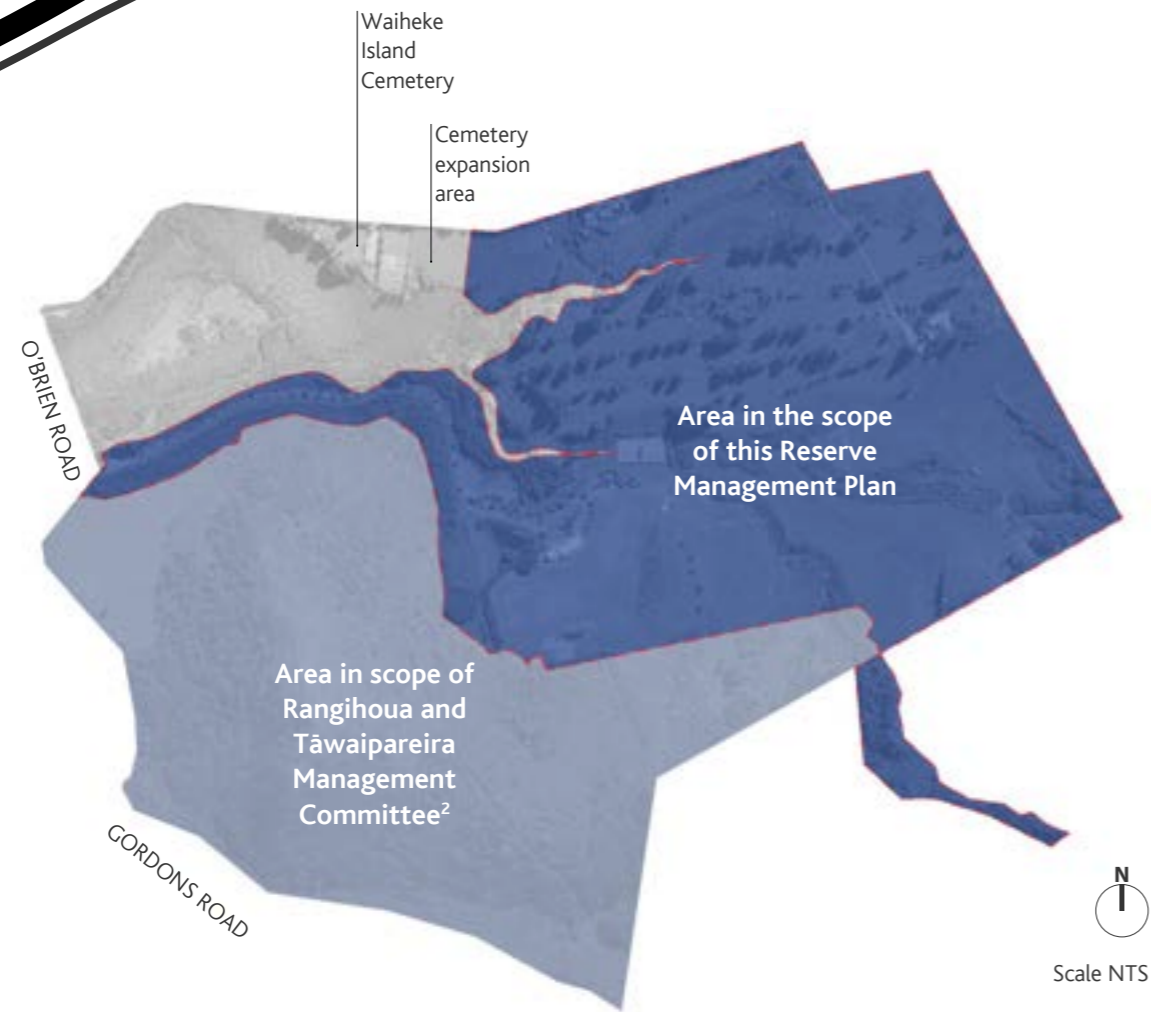 Waiheke
Island
Cemetery
Cemetery
expansion
area
O'BRIEN ROAD
Area in the scope
of this Reserve
Management Plan
Area in scope of
Rangihoua and
Tāwaipareira
Management
Committee²
GORDONS ROAD
N
Scale NTS